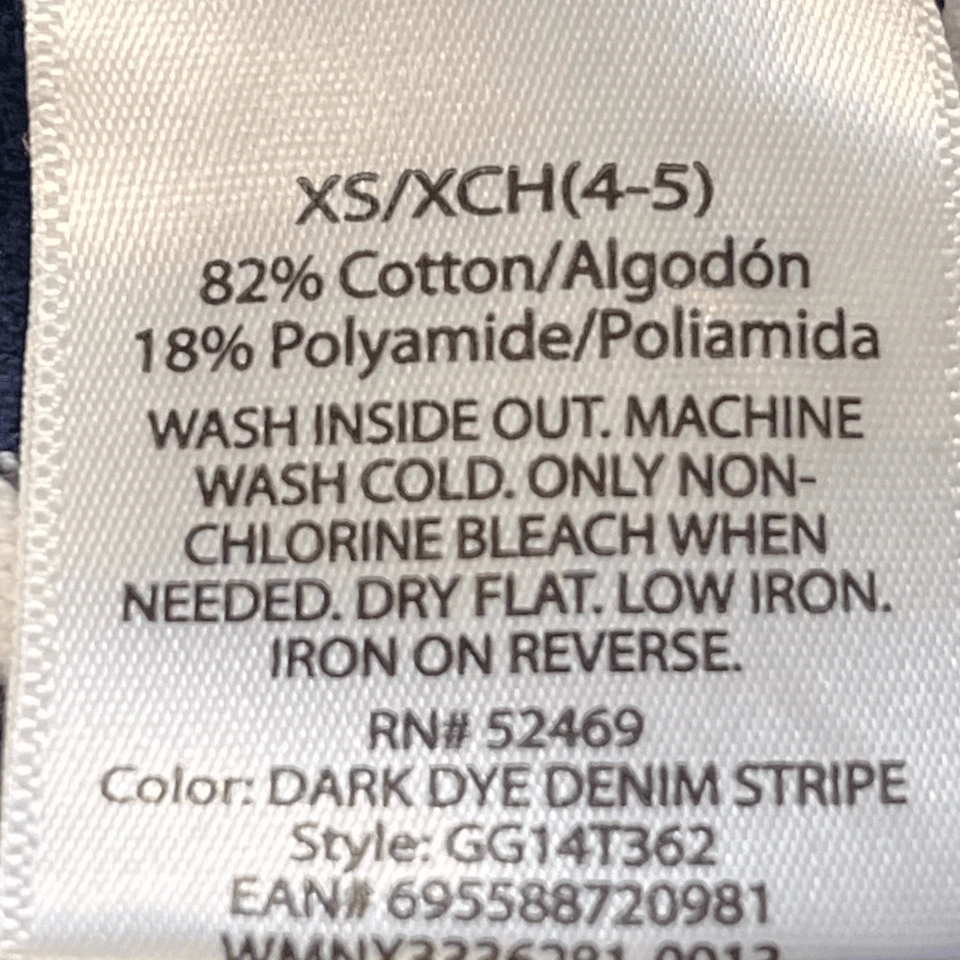 XS/XCH(4-5)
82% Cotton/Algodón
18% Polyamide/Poliamida
WASH INSIDE OUT. MACHINE
WASH COLD. ONLY NON-
CHLORINE BLEACH WHEN
NEEDED. DRY FLAT. LOW IRON.
IRON ON REVERSE.
RN# 52469
Color: DARK DYE DENIM STRIPE
Style: GG14T362
EAN# 695588720981